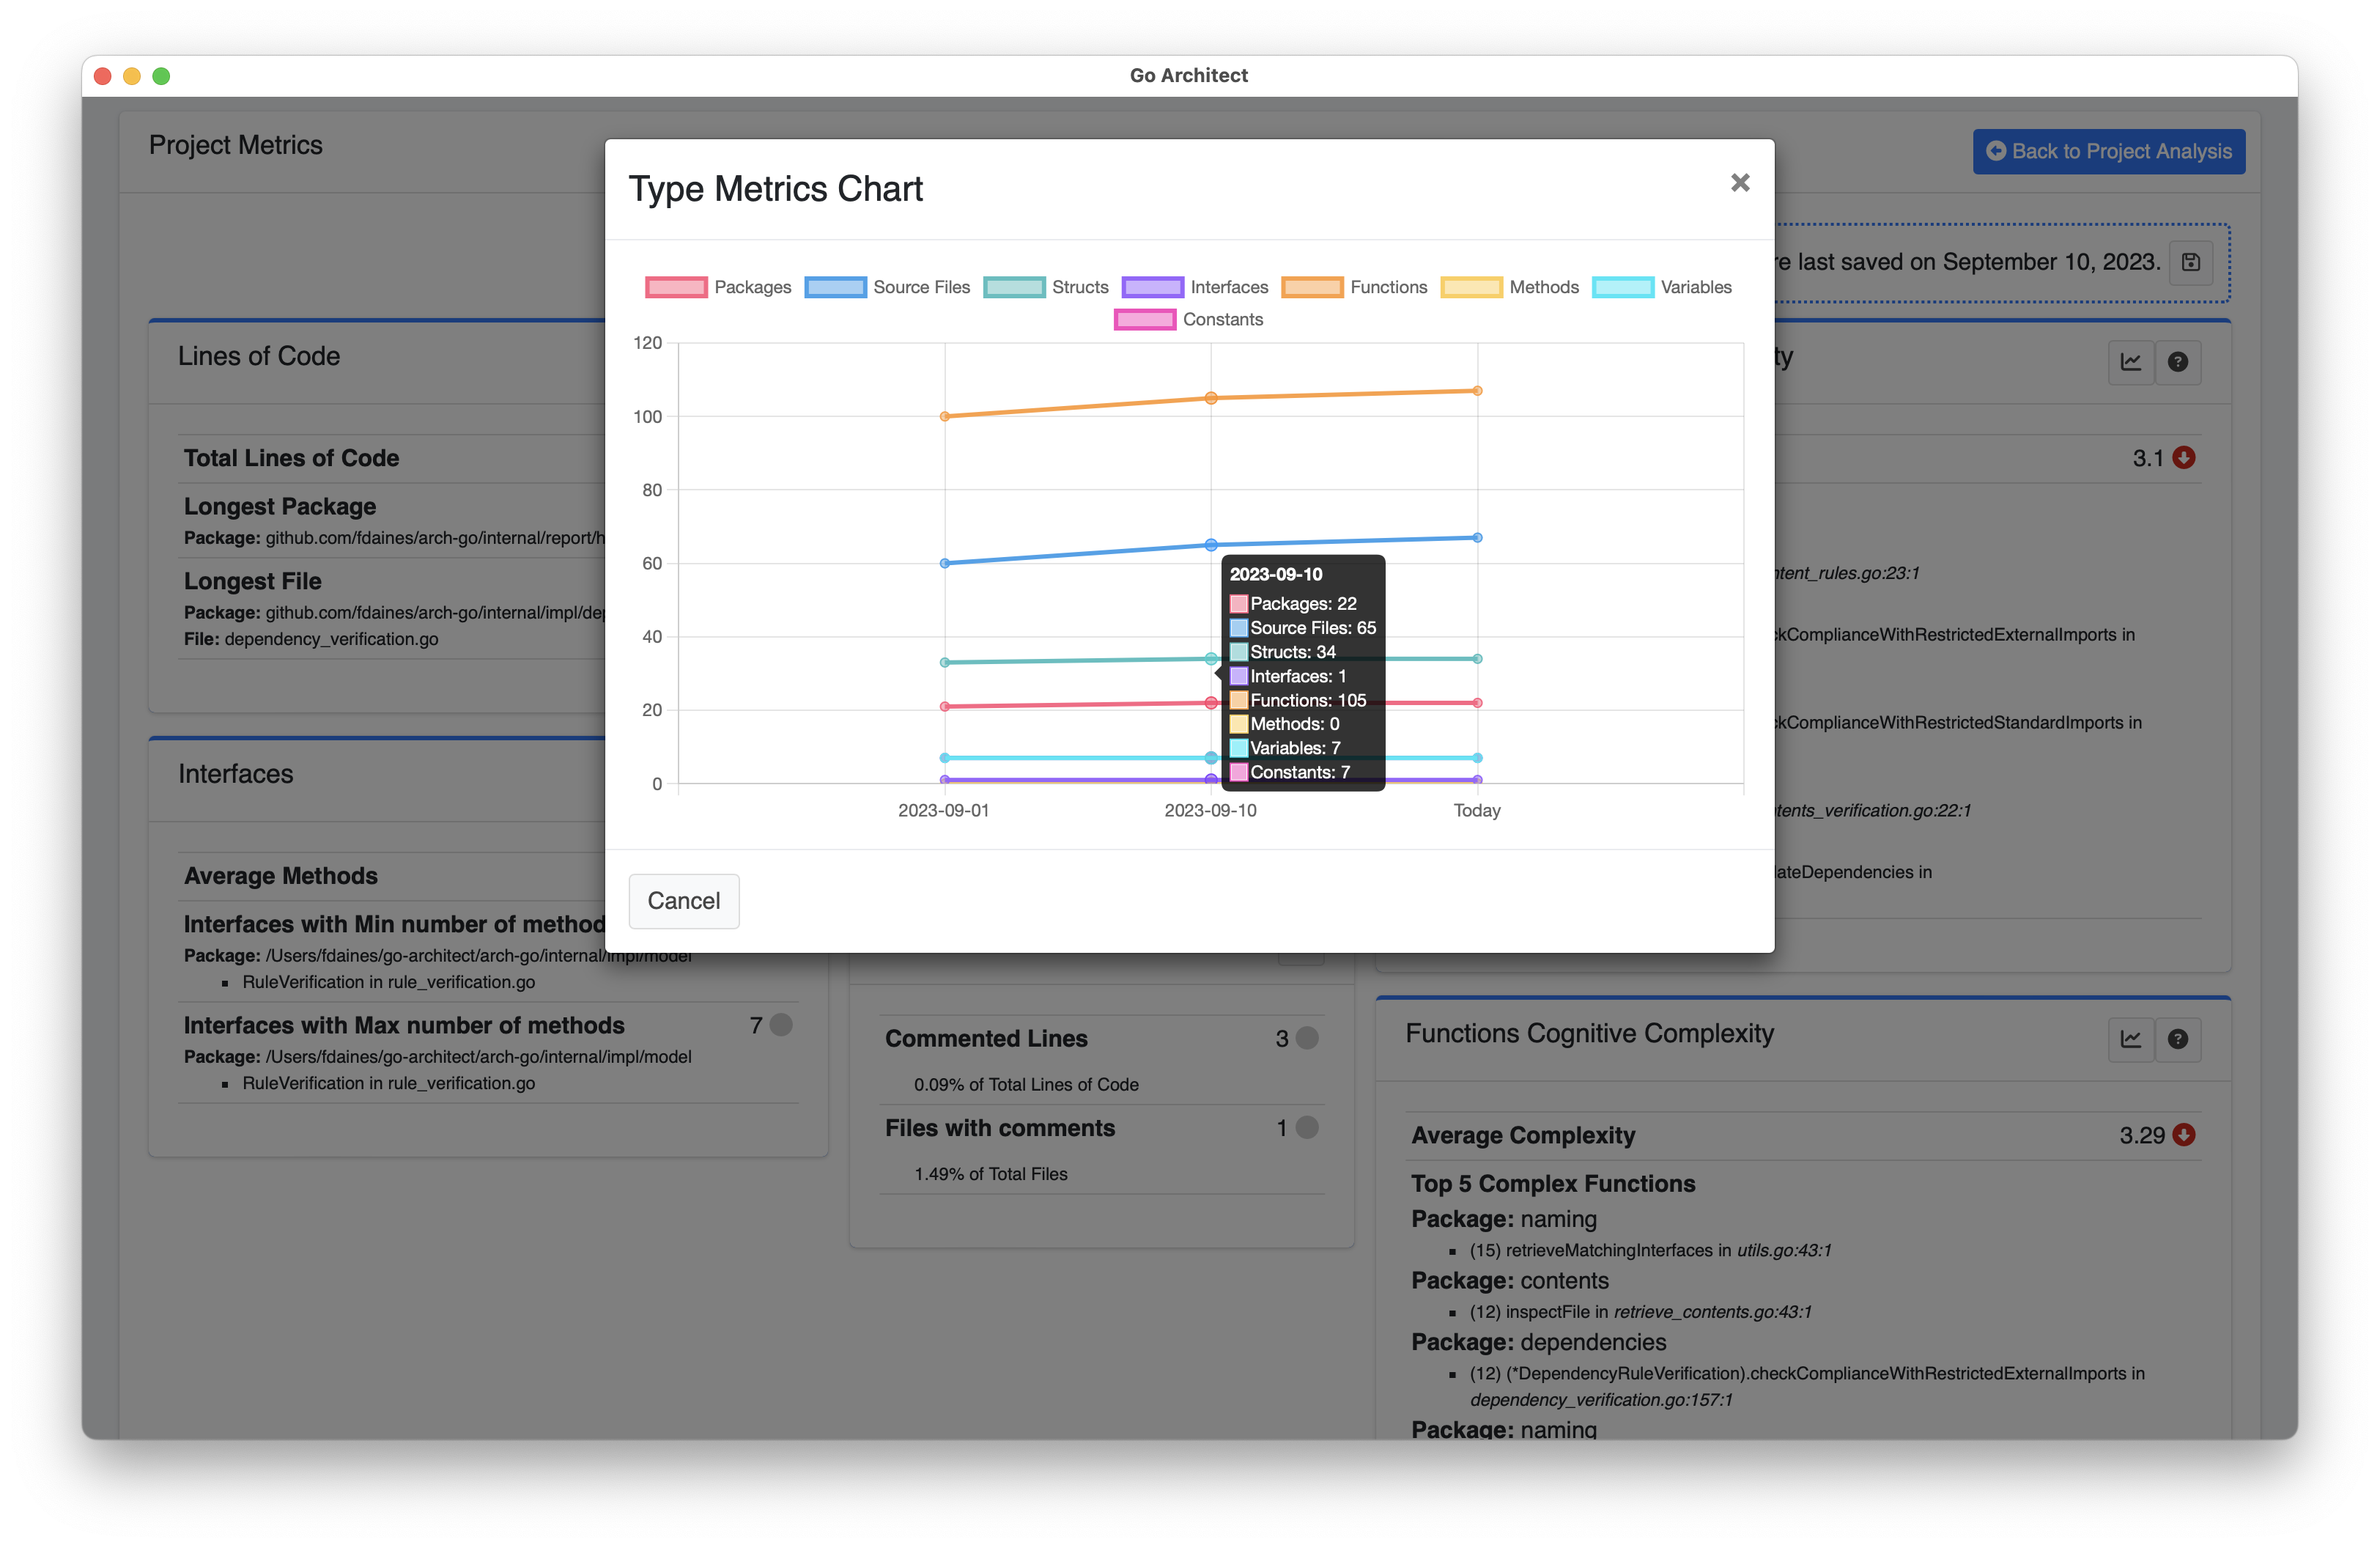 Go Architect
Project Metrics
Back to Project Analysis
re last saved on September 10, 2023.
Lines of Code
Total Lines of Code
Longest Package
Package: github.com/fdaines/arch-go/internal/report/h
Longest File
Package: github.com/fdaines/arch-go/internal/impl/dep
File: dependency_verification.go
Interfaces
Average Methods
Interfaces with Min number of method
Package: /Users/fdaines/go-architect/arch-go/internal/impl/model
RuleVerification in rule_verification.go
Interfaces with Max number of methods 7
Package: /Users/fdaines/go-architect/arch-go/internal/impl/model
RuleVerification in rule_verification.go
Type Metrics Chart
Packages Source Files Structs Interfaces Functions Methods Variables
Constants
120
100
80
60
40
20
0
2023-09-01 2023-09-10 Today
2023-09-10
Packages: 22
Source Files: 65
Structs: 34
Interfaces: 1
Functions: 105
Methods: 0
Variables: 7
Constants: 7
Cancel
Commented Lines 3
0.09% of Total Lines of Code
Files with comments 1
1.49% of Total Files
ty
3.1
ntent_rules.go:23:1
ckComplianceWithRestrictedExternalImports in
ckComplianceWithRestrictedStandardImports in
tents_verification.go:22:1
lateDependencies in
Functions Cognitive Complexity
Average Complexity 3.29
Top 5 Complex Functions
Package: naming
(15) retrieveMatchingInterfaces in utils.go:43:1
Package: contents
(12) inspectFile in retrieve_contents.go:43:1
Package: dependencies
(12) (*DependencyRuleVerification).checkComplianceWithRestrictedExternalImports in
dependency_verification.go:157:1
Package: naming